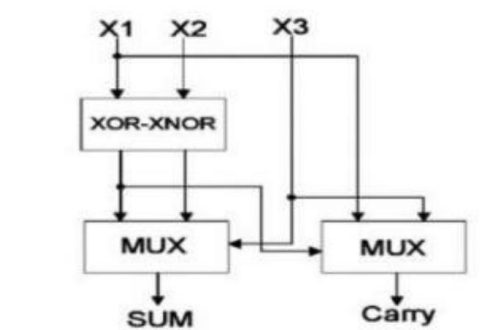 X1 X2 X3
XOR-XNOR
MUX MUX
SUM Carry